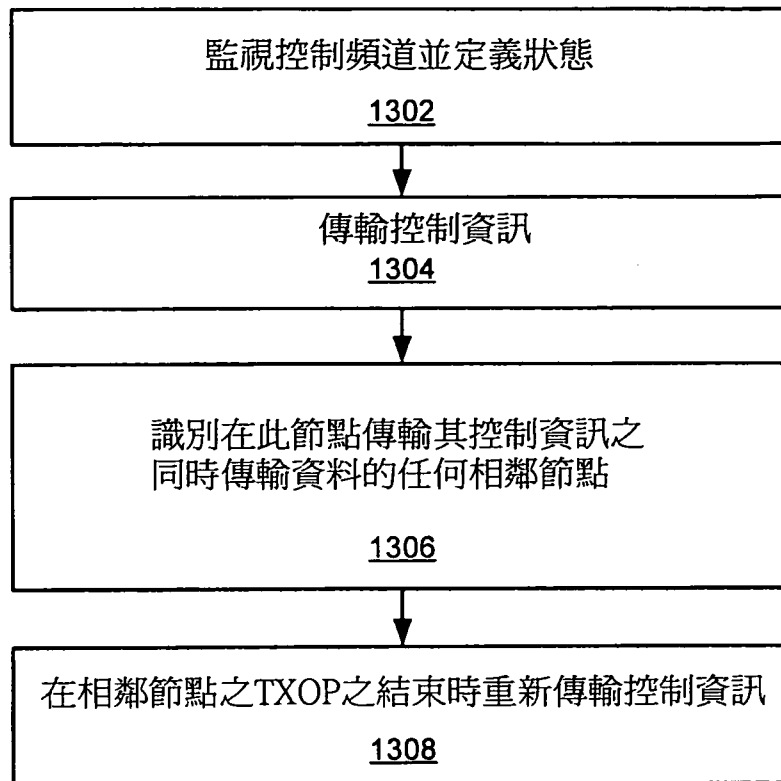 監視控制頻道並定義狀態
1302
傳輸控制資訊
1304
識別在此節点傳輸其控制資訊之
同時傳輸資料的任何相鄰節點
1306
在相鄰節点之TXOP之結束時重新傳輸控制資訊
1308